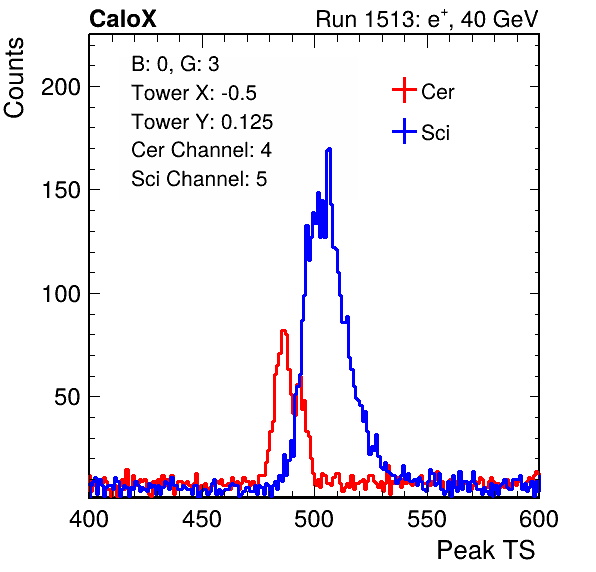 CaloX Run 1513: e⁺, 40 GeV
Counts
B: 0, G: 3
Tower X: -0.5
Tower Y: 0.125
Cer Channel: 4
Sci Channel: 5
Cer
Sci
200
150
100
50
400 450 500 550 600
Peak TS